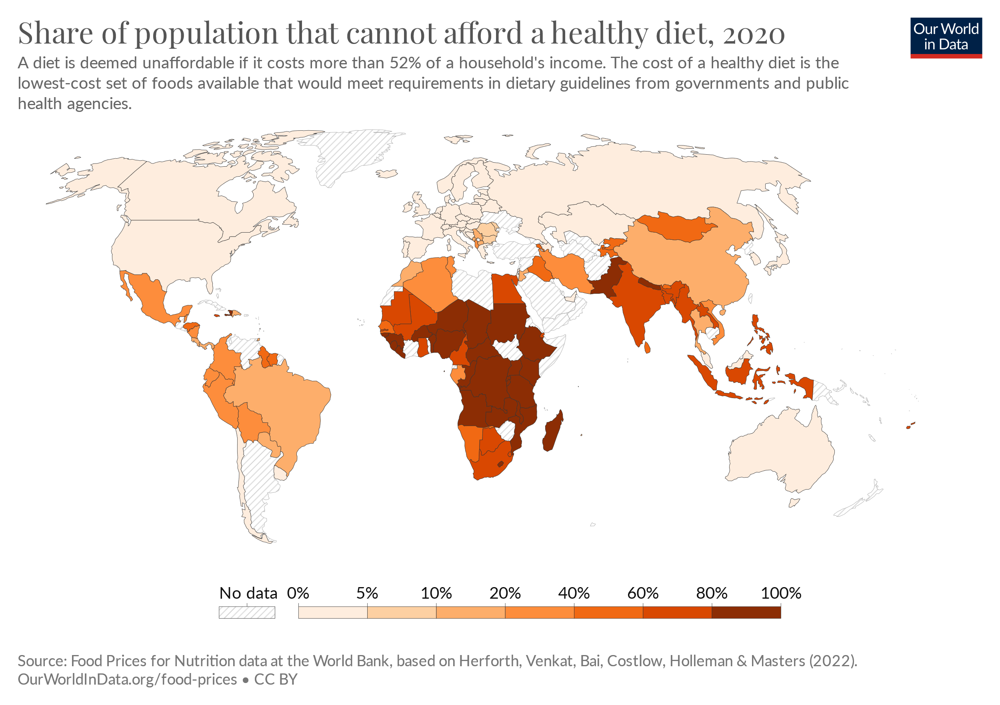 Share of population that cannot afford a healthy diet, 2020
Our World
in Data
A diet is deemed unaffordable if it costs more than 52% of a household's income. The cost of a healthy diet is the
lowest-cost set of foods available that would meet requirements in dietary guidelines from governments and public
health agencies.
No data 0% 5% 10% 20% 40% 60% 80% 100%
Source: Food Prices for Nutrition data at the World Bank, based on Herforth, Venkat, Bai, Costlow, Holleman & Masters (2022).
OurWorldInData.org/food-prices • CC BY